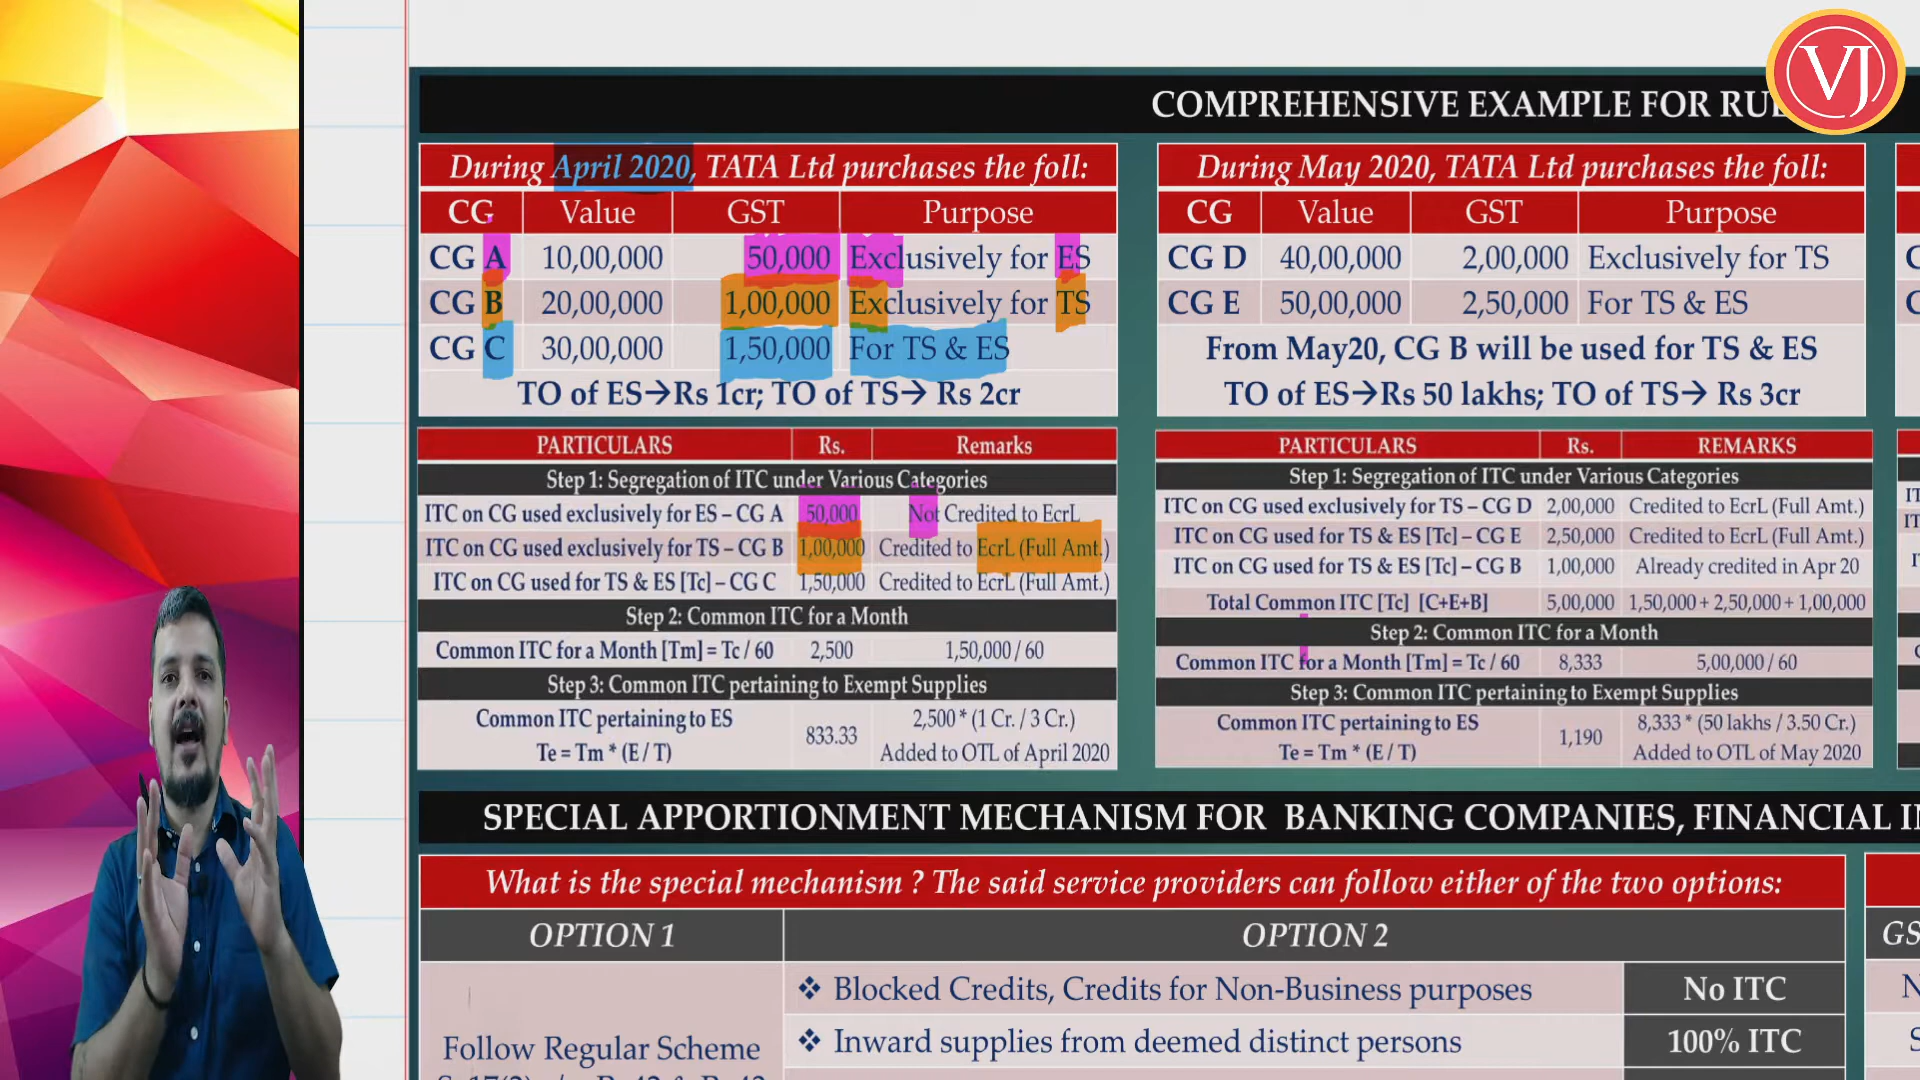 VJ
COMPREHENSIVE EXAMPLE FOR
During April 2020, TATA Ltd purchases the foll:
CG Value GST Purpose
CG A 10,00,000 50,000 Exclusively for ES
CG B 20,00,000 1,00,000 Exclusively for TS
CG C 30,00,000 1,50,000 For TS & ES
TO of ES→Rs 1cr; TO of TS→ Rs 2cr
PARTICULARS Rs. Remarks
Step 1: Segregation of ITC under Various Categories
ITC on CG used exclusively for ES – CG A 50,000 Not Credited to EcrL
ITC on CG used exclusively for TS – CG B 1,00,000 Credited to EcrL (Full Amt.)
ITC on CG used for TS & ES [Tc] – CG C 1,50,000 Credited to EcrL (Full Amt.)
Step 2: Common ITC for a Month
Common ITC for a Month [Tm] = Tc / 60 2,500 1,50,000 / 60
Step 3: Common ITC pertaining to Exempt Supplies
Common ITC pertaining to ES 2,500 * (1 Cr. / 3 Cr.)
833.33
Te = Tm * (E / T) Added to OTL of April 2020
During May 2020, TATA Ltd purchases the foll:
CG Value GST Purpose
CG D 40,00,000 2,00,000 Exclusively for TS
CG E 50,00,000 2,50,000 For TS & ES
From May20, CG B will be used for TS & ES
TO of ES→Rs 50 lakhs; TO of TS→ Rs 3cr
PARTICULARS Rs. REMARKS
Step 1: Segregation of ITC under Various Categories
ITC on CG used exclusively for TS – CG D 2,00,000 Credited to EcrL (Full Amt.)
ITC on CG used for TS & ES [Tc] – CG E 2,50,000 Credited to EcrL (Full Amt.)
ITC on CG used for TS & ES [Tc] – CG B 1,00,000 Already credited in Apr 20
Total Common ITC [Tc] [C+E+B] 5,00,000 1,50,000 + 2,50,000 + 1,00,000
Step 2: Common ITC for a Month
Common ITC for a Month [Tm] = Tc / 60 8,333 5,00,000 / 60
Step 3: Common ITC pertaining to Exempt Supplies
Common ITC pertaining to ES 8,333 * (50 lakhs / 3.50 Cr.)
1,190
Te = Tm * (E / T) Added to OTL of May 2020
SPECIAL APPORTIONMENT MECHANISM FOR BANKING COMPANIES, FINANCIAL
What is the special mechanism ? The said service providers can follow either of the two options:
OPTION 1 OPTION 2
GS
❖ Blocked Credits, Credits for Non-Business purposes No ITC
❖ Inward supplies from deemed distinct persons 100% ITC
Follow Regular Scheme